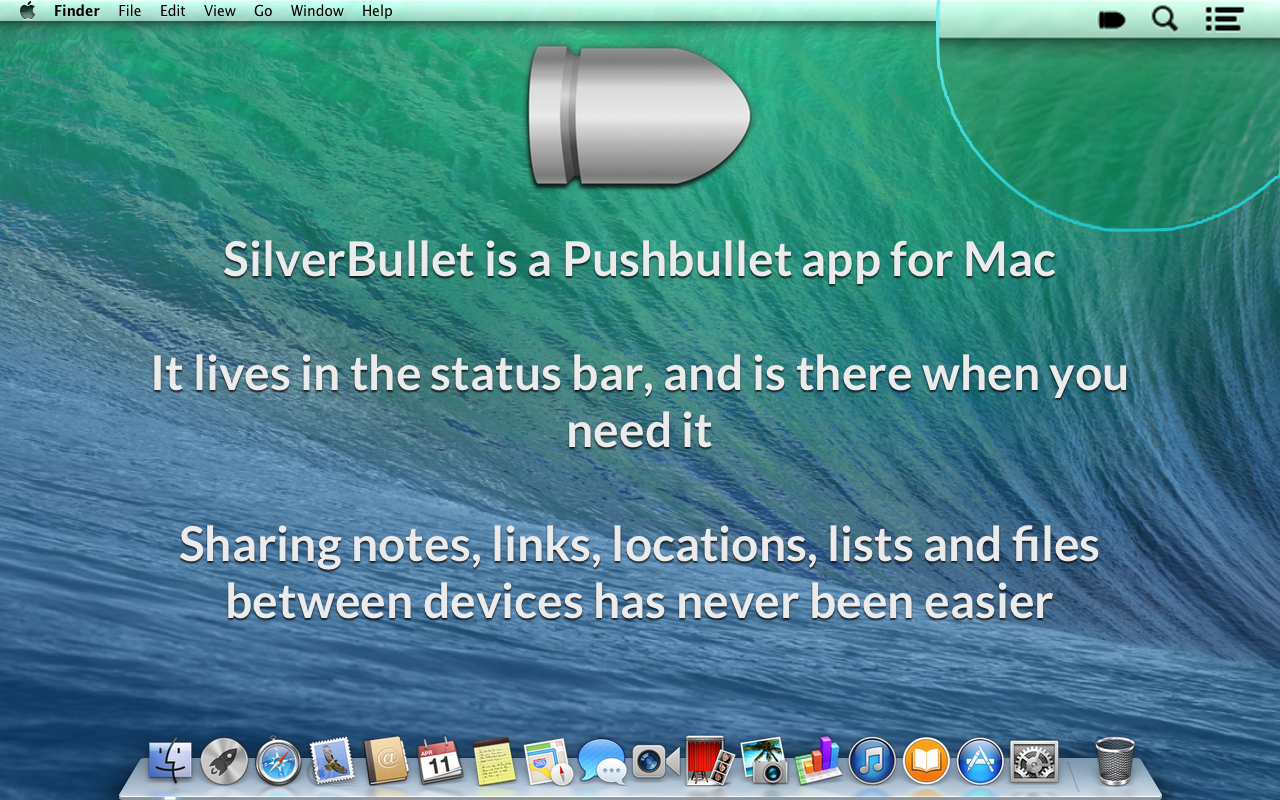 Finder File Edit View Go Window Help
SilverBullet is a Pushbullet app for Mac
It lives in the status bar, and is there when you
need it
Sharing notes, links, locations, lists and files
between devices has never been easier
APR
11
280